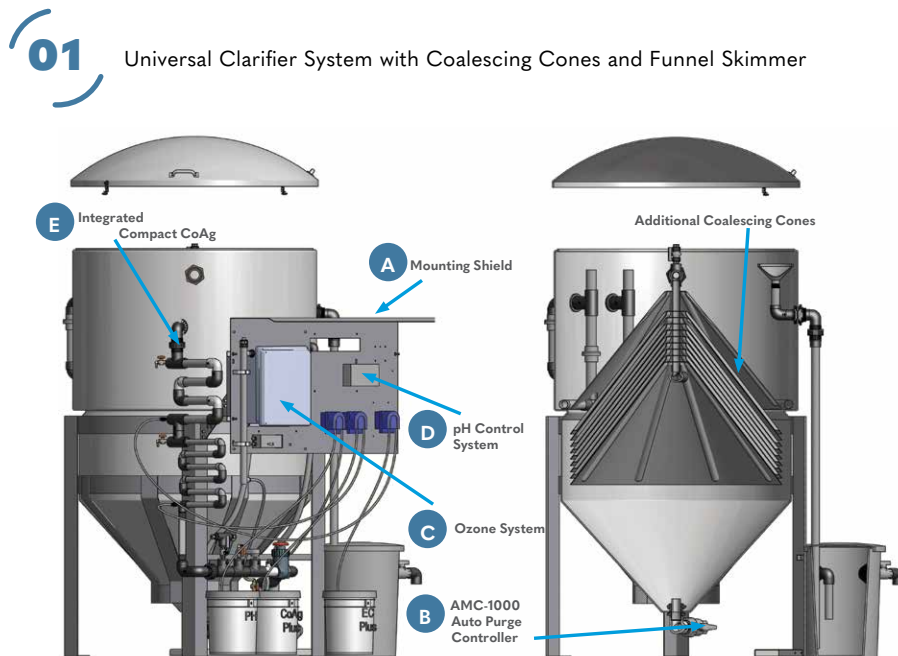 01
Universal Clarifier System with Coalescing Cones and Funnel Skimmer
E Integrated
Compact CoAg
A Mounting Shield
Additional Coalescing Cones
D pH Control
System
C Ozone System
B AMC-1000
Auto Purge
Controller
PH
CoAg
Plus
EC
Plus